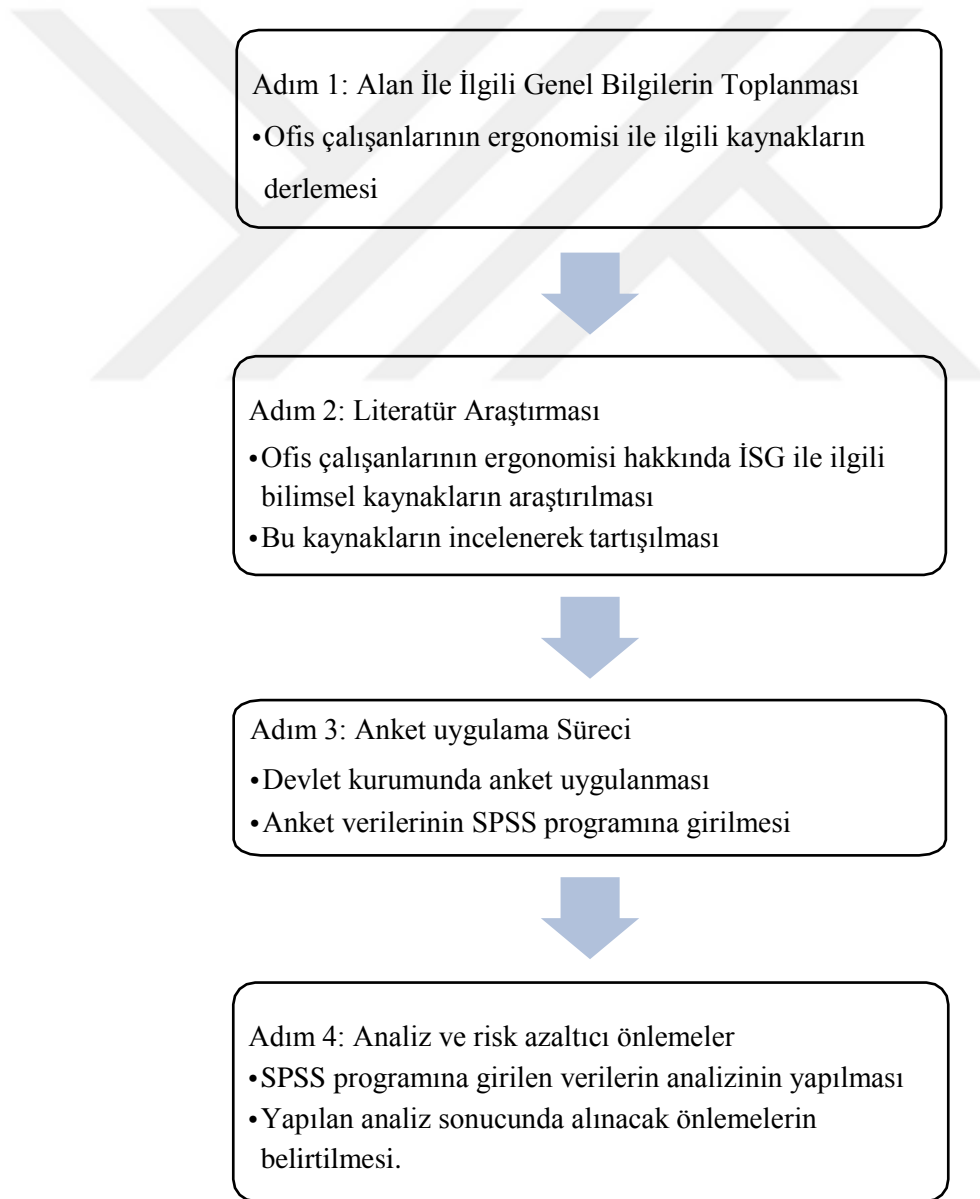 Adım 1: Alan İle İlgili Genel Bilgilerin Toplanması
•Ofis çalışanlarının ergonomisi ile ilgili kaynakların
derlemesi
Adım 2: Literatür Araştırması
•Ofis çalışanlarının ergonomisi hakkında İSG ile ilgili
bilimsel kaynakların araştırılması
•Bu kaynakların incelenerek tartışılması
Adım 3: Anket uygulama Süreci
•Devlet kurumunda anket uygulanması
•Anket verilerinin SPSS programına girilmesi
Adım 4: Analiz ve risk azaltıcı önlemeler
•SPSS programına girilen verilerin analizinin yapılması
•Yapılan analiz sonucunda alınacak önlemelerin
belirtilmesi.